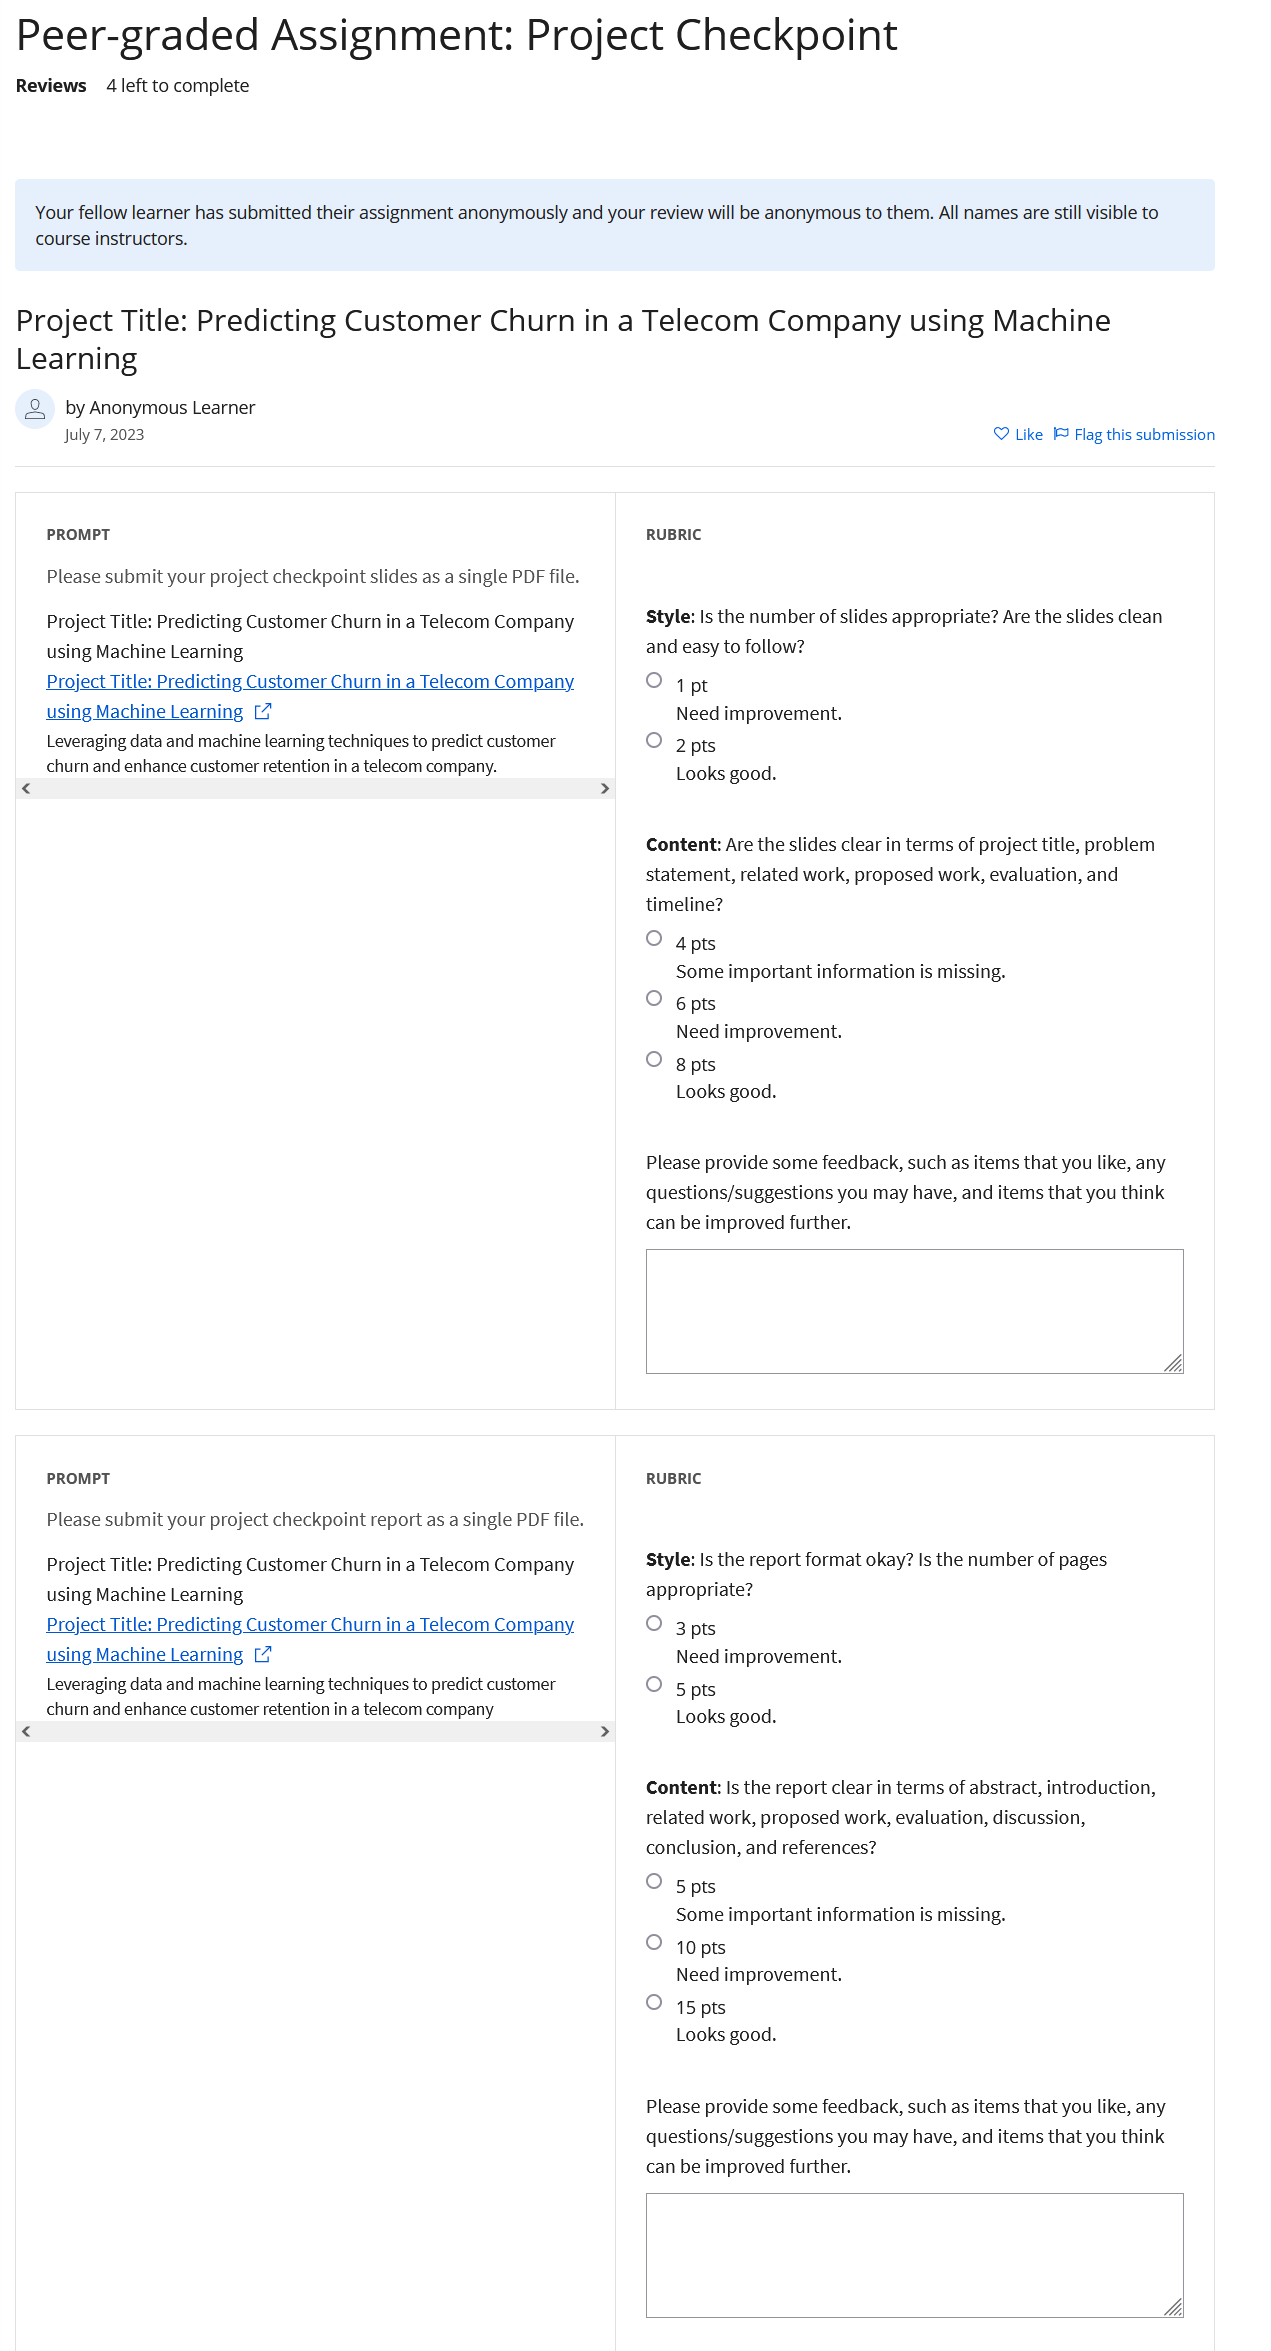 Peer-graded Assignment: Project Checkpoint
Reviews 4 left to complete
Your fellow learner has submitted their assignment anonymously and your review will be anonymous to them. All names are still visible to
course instructors.
Project Title: Predicting Customer Churn in a Telecom Company using Machine
Learning
by Anonymous Learner
July 7, 2023
Like Flag this submission
PROMPT
Please submit your project checkpoint slides as a single PDF file.
Project Title: Predicting Customer Churn in a Telecom Company
using Machine Learning
Project Title: Predicting Customer Churn in a Telecom Company
using Machine Learning
Leveraging data and machine learning techniques to predict customer
churn and enhance customer retention in a telecom company.
RUBRIC
Style: Is the number of slides appropriate? Are the slides clean
and easy to follow?
1 pt
Need improvement.
2 pts
Looks good.
Content: Are the slides clear in terms of project title, problem
statement, related work, proposed work, evaluation, and
timeline?
4 pts
Some important information is missing.
6 pts
Need improvement.
8 pts
Looks good.
Please provide some feedback, such as items that you like, any
questions/suggestions you may have, and items that you think
can be improved further.
PROMPT
Please submit your project checkpoint report as a single PDF file.
Project Title: Predicting Customer Churn in a Telecom Company
using Machine Learning
Project Title: Predicting Customer Churn in a Telecom Company
using Machine Learning
Leveraging data and machine learning techniques to predict customer
churn and enhance customer retention in a telecom company
RUBRIC
Style: Is the report format okay? Is the number of pages
appropriate?
3 pts
Need improvement.
5 pts
Looks good.
Content: Is the report clear in terms of abstract, introduction,
related work, proposed work, evaluation, discussion,
conclusion, and references?
5 pts
Some important information is missing.
10 pts
Need improvement.
15 pts
Looks good.
Please provide some feedback, such as items that you like, any
questions/suggestions you may have, and items that you think
can be improved further.